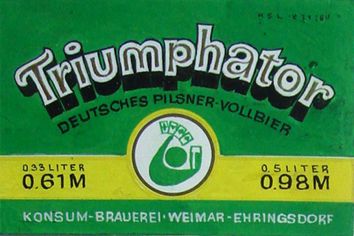 Triumphator
DEUTSCHES PILSNER-VOLLBIER
0.33 LITER
0.61M
0.5 LITER
0.98M
KONSUM-BRAUEREI·WEIMAR-EHRINGSDORF